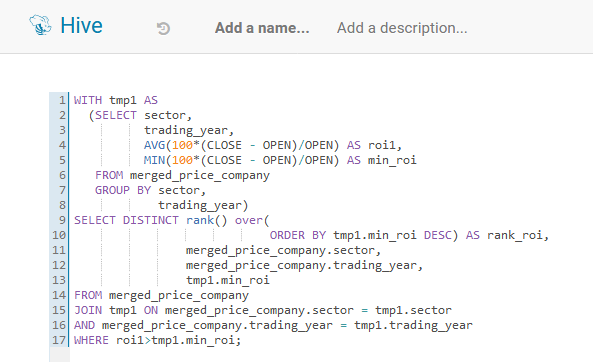 Hive Add a name... Add a description...
1 WITH tmp1 AS
2 (SELECT sector,
3 trading_year,
4 AVG(100*(CLOSE - OPEN)/OPEN) AS roi1,
5 MIN(100*(CLOSE - OPEN)/OPEN) AS min_roi
6 FROM merged_price_company
7 GROUP BY sector,
8 trading_year)
9 SELECT DISTINCT rank() over(
10 ORDER BY tmp1.min_roi DESC) AS rank_roi,
11 merged_price_company.sector,
12 merged_price_company.trading_year,
13 tmp1.min_roi
14 FROM merged_price_company
15 JOIN tmp1 ON merged_price_company.sector = tmp1.sector
16 AND merged_price_company.trading_year = tmp1.trading_year
17 WHERE roi1>tmp1.min_roi;